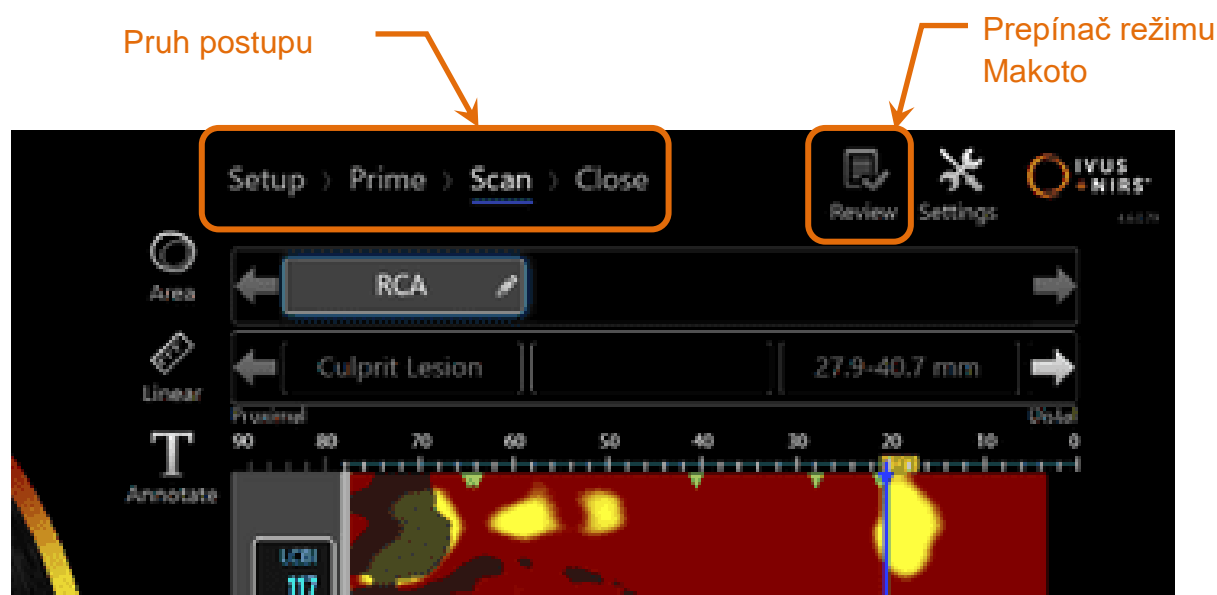 Pruh postupu
Prepínač režimu
Makoto
Setup > Prime > Scan > Close
Review
Settings
IVUS
+NIRS™
Area
RCA
Linear
Culprit Lesion
27.9-40.7 mm
Proximal
Distal
90 80 70 60 50 40 30 20 10 0
Annotate
LCBI
117